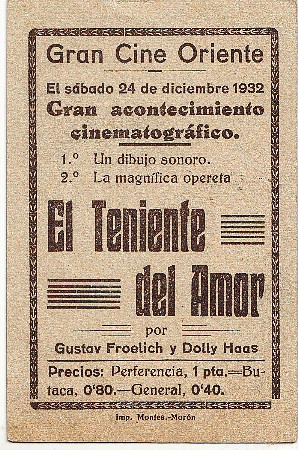 Gran Cine Oriente
El sábado 24 de diciembre 1932
Gran acontecimiento
cinematográfico.
1.º Un dibujo sonoro.
2.º La magnífica opereta
El Teniente
del Amor
por
Gustav Froelich y Dolly Haas
Precios: Perferencia, 1 pta.—Bu-
taca, 0'80.—General, 0'40.
Imp. Montes.-Morón